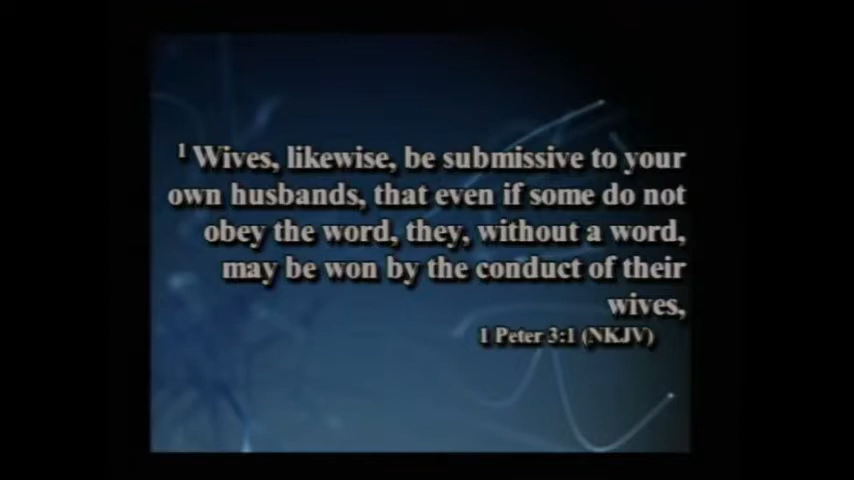 1 Wives, likewise, be submissive to your
own husbands, that even if some do not
obey the word, they, without a word,
may be won by the conduct of their
wives,
1 Peter 3:1 (NKJV)